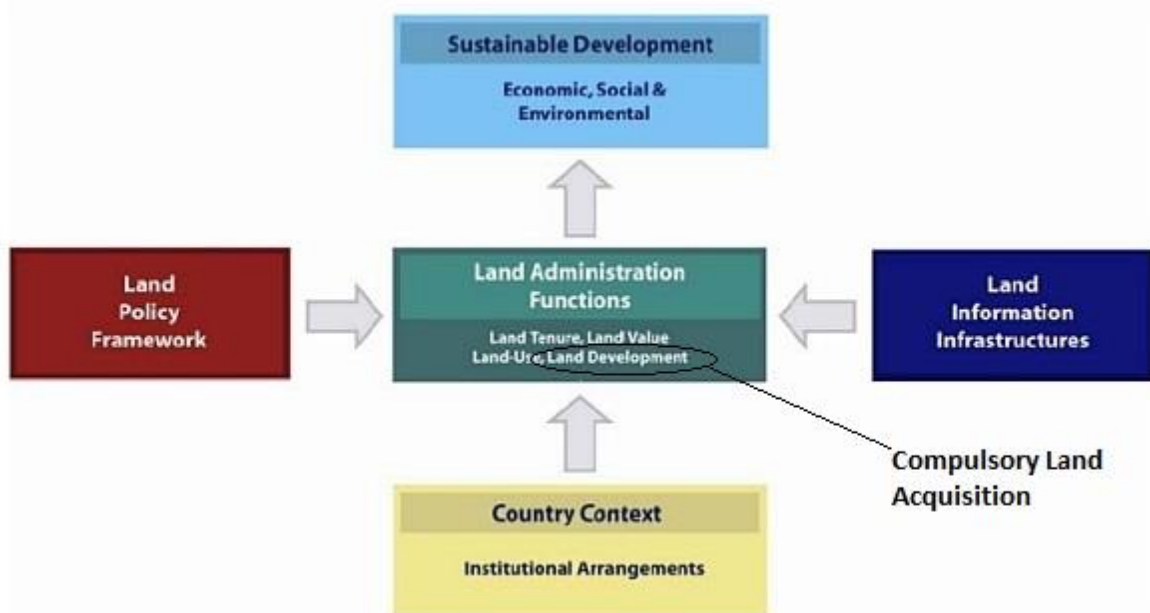 Sustainable Development
Economic, Social &
Environmental
Land
Policy
Framework
Land Administration
Functions
Land Tenure, Land Value
Land-Use, Land Development
Land
Information
Infrastructures
Compulsory Land
Acquisition
Country Context
Institutional Arrangements